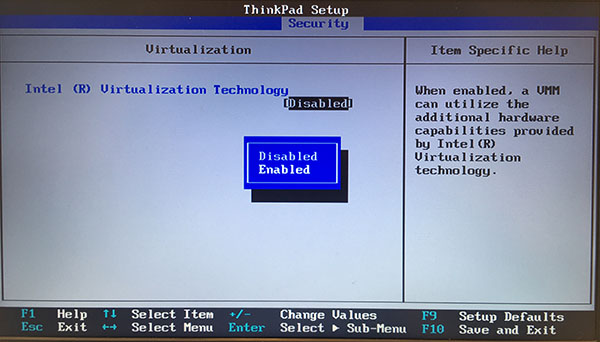 ThinkPad Setup
Security
Virtualization
Item Specific Help
Intel (R) Virtualization Technology
[Disabled]
When enabled, a VMM
can utilize the
additional hardware
capabilities provided
by Intel(R)
Virtualization
technology.
Disabled
Enabled
F1 Help ↑↓ Select Item +/- Change Values F9 Setup Defaults
Esc Exit ←→ Select Menu Enter Select ▶ Sub-Menu F10 Save and Exit